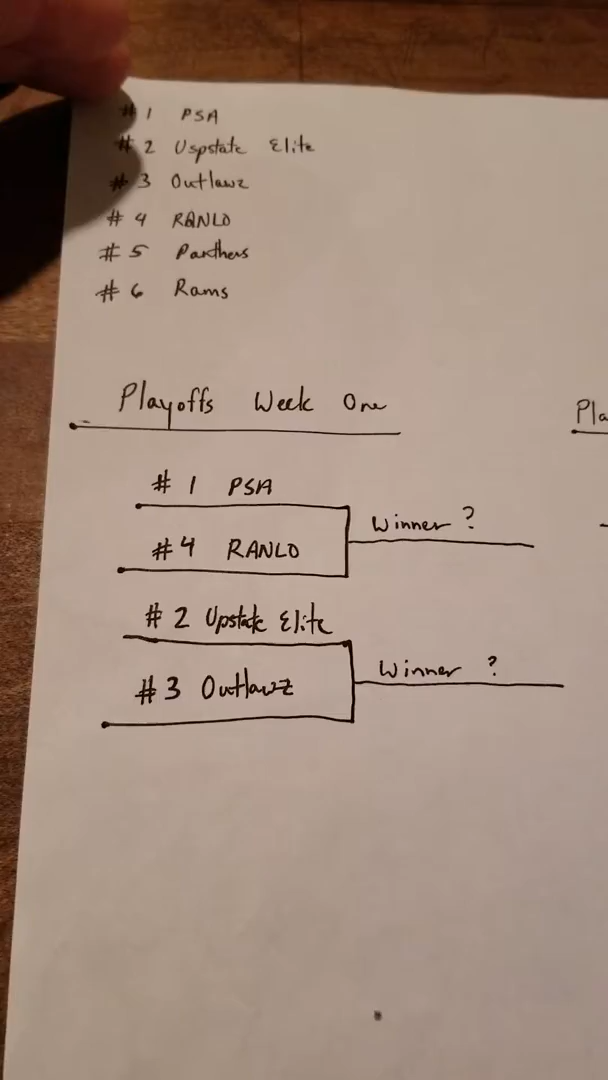 # 1 PSA
# 2 Uspstate Elite
# 3 Outlawz
# 4 RANLO
# 5 Panthers
# 6 Rams
Playoffs Week One
Pla
# 1 PSA
Winner ?
# 4 RANLO
# 2 Upstate Elite
Winner ?
# 3 Outlawz